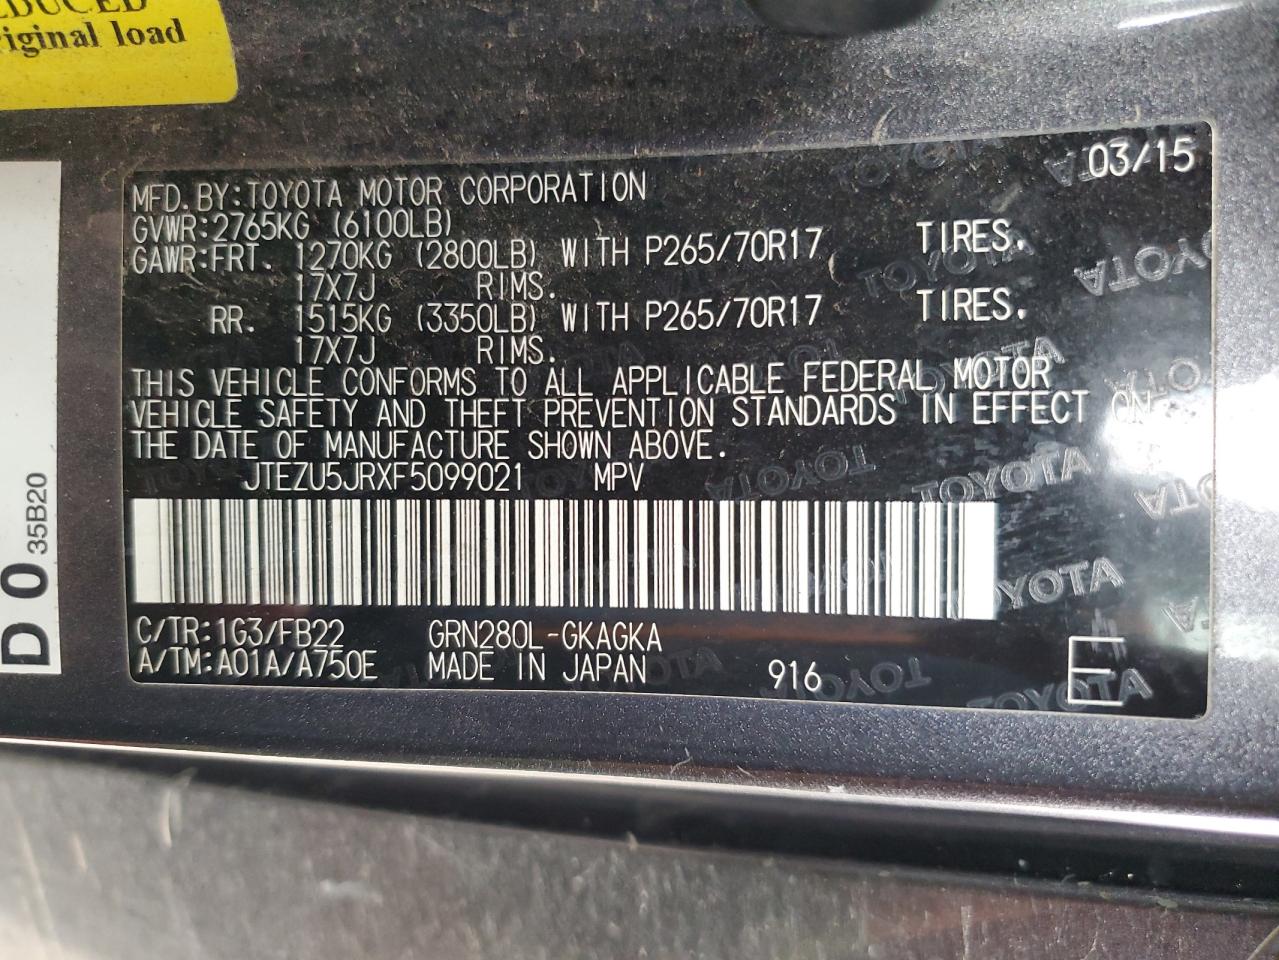 DUCED
iginal load
03/15
MFD. BY: TOYOTA MOTOR CORPORATION
GVWR: 2765KG (6100LB)
GAWR: FRT. 1270KG (2800LB) WITH P265/70R17 TIRES.
17X7J RIMS.
RR. 1515KG (3350LB) WITH P265/70R17 TIRES.
17X7J RIMS.
THIS VEHICLE CONFORMS TO ALL APPLICABLE FEDERAL MOTOR
VEHICLE SAFETY AND THEFT PREVENTION STANDARDS IN EFFECT ON
THE DATE OF MANUFACTURE SHOWN ABOVE.
JTEZU5JRXF5099021 MPV
C/TR: 1G3/FB22 GRN280L-GKAGKA
A/TM: A01A/A750E MADE IN JAPAN 916 E
D 0 35B20
TOYOTA